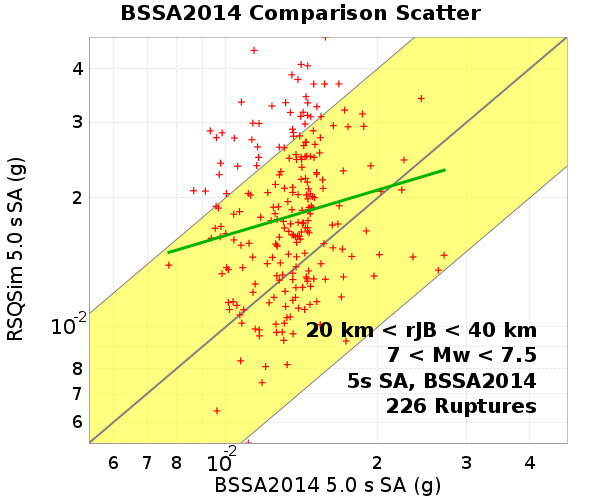 BSSA2014 Comparison Scatter
4
3
2
10-2
8
7
6
RSQSim 5.0 s SA (g)
20 km < rJB < 40 km
7 < Mw < 7.5
5s SA, BSSA2014
226 Ruptures
6 7 8 10-2 2 3 4
BSSA2014 5.0 s SA (g)